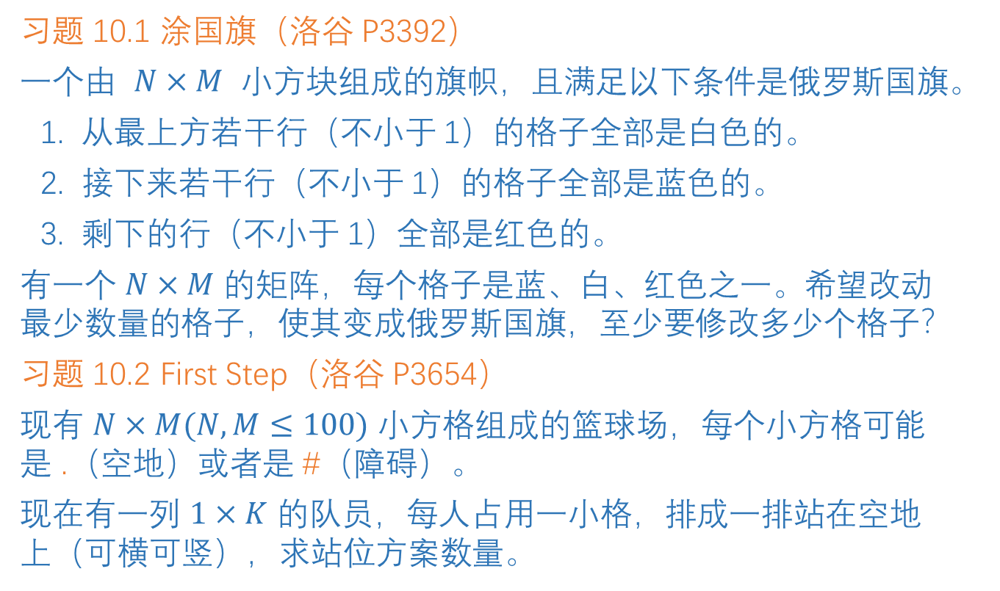 习题 10.1 涂国旗（洛谷 P3392）
一个由 N × M 小方块组成的旗帜，且满足以下条件是俄罗斯国旗。
1. 从最上方若干行（不小于 1）的格子全部是白色的。
2. 接下来若干行（不小于 1）的格子全部是蓝色的。
3. 剩下的行（不小于 1）全部是红色的。
有一个 N × M 的矩阵，每个格子是蓝、白、红色之一。希望改动
最少数量的格子，使其变成俄罗斯国旗，至少要修改多少个格子？
习题 10.2 First Step（洛谷 P3654）
现有 N × M(N, M ≤ 100) 小方格组成的篮球场，每个小方格可能
是 .（空地）或者是 #（障碍）。
现在有一列 1 × K 的队员，每人占用一小格，排成一排站在空地
上（可横可竖），求站位方案数量。